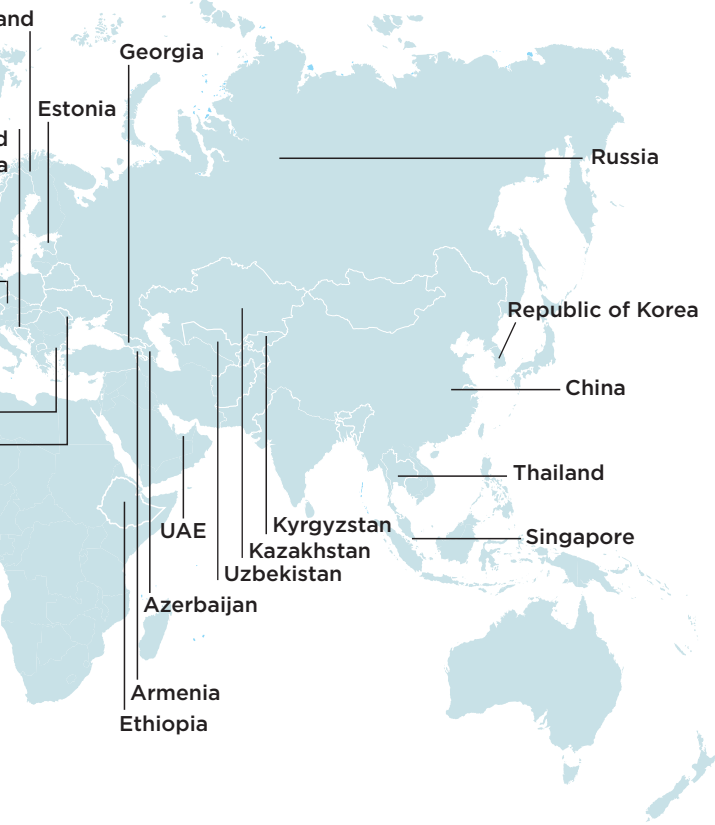 and
Georgia
Estonia
d
a
Russia
Republic of Korea
China
Thailand
Singapore
UAE
Kyrgyzstan
Kazakhstan
Uzbekistan
Azerbaijan
Armenia
Ethiopia